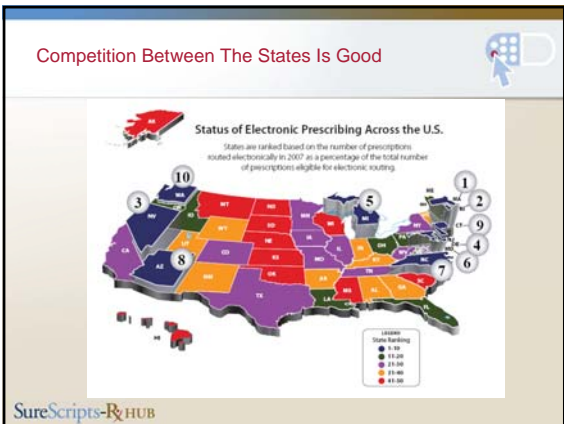 Competition Between The States Is Good
Status of Electronic Prescribing Across the U.S.
States are ranked based on the number of prescriptions
routed electronically in 2007 as a percentage of the total number
of prescriptions eligible for electronic routing.
AK
10
1
2
3
5
9
4
8
6
7
WA
MT
ND
MN
WI
MI
ME
ID
SD
WY
NE
IA
NV
UT
CO
KS
MO
IL
IN
OH
KY
CA
AZ
NM
OK
AR
TN
NC
SC
TX
LA
MS
AL
GA
FL
HI
NY
CT
WV
LEGEND
State Ranking
1-10
11-20
21-30
31-40
41-50
SureScripts-RxHUB